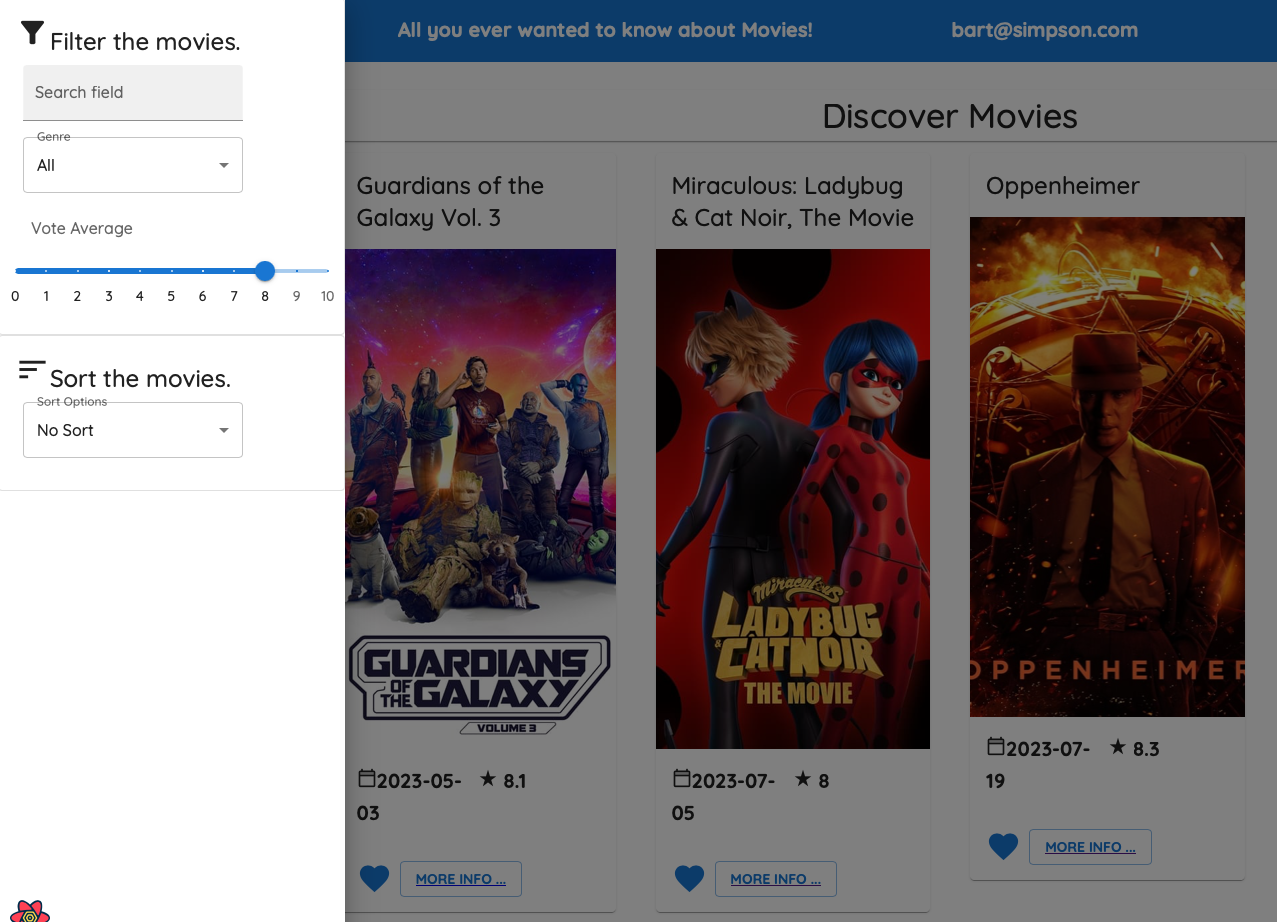 All you ever wanted to know about Movies!
bart@simpson.com
Filter the movies.
Search field
Genre
All
Vote Average
0 1 2 3 4 5 6 7 8 9 10
Sort the movies.
Sort Options
No Sort
Discover Movies
Guardians of the
Galaxy Vol. 3
GUARDIANS
OF THE
GALAXY
VOLUME 3
2023-05-
03
8.1
MORE INFO ...
Miraculous: Ladybug
& Cat Noir, The Movie
Miraculous
LADYBUG
& CAT NOIR
THE MOVIE
2023-07-
05
8
MORE INFO ...
Oppenheimer
OPPENHEIMER
2023-07-
19
8.3
MORE INFO ...